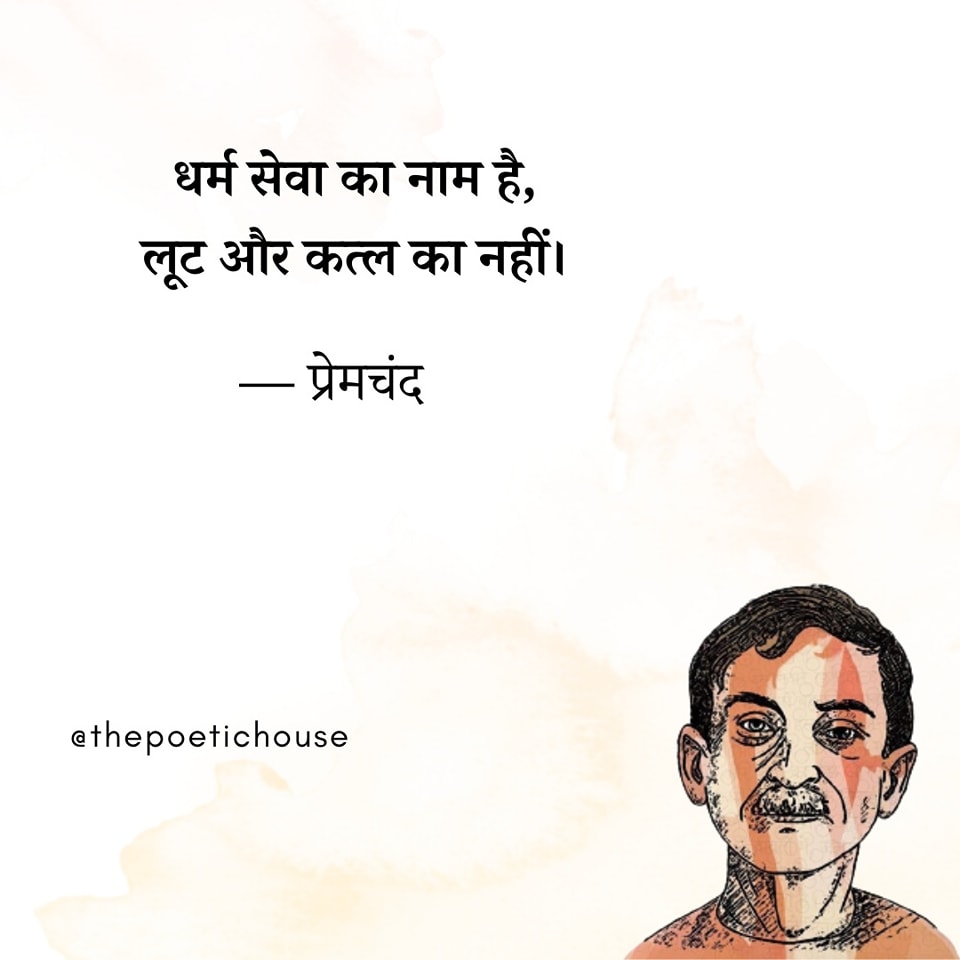 धर्म सेवा का नाम है,
लूट और कत्ल का नहीं।
— प्रेमचंद
@thepoetichouse